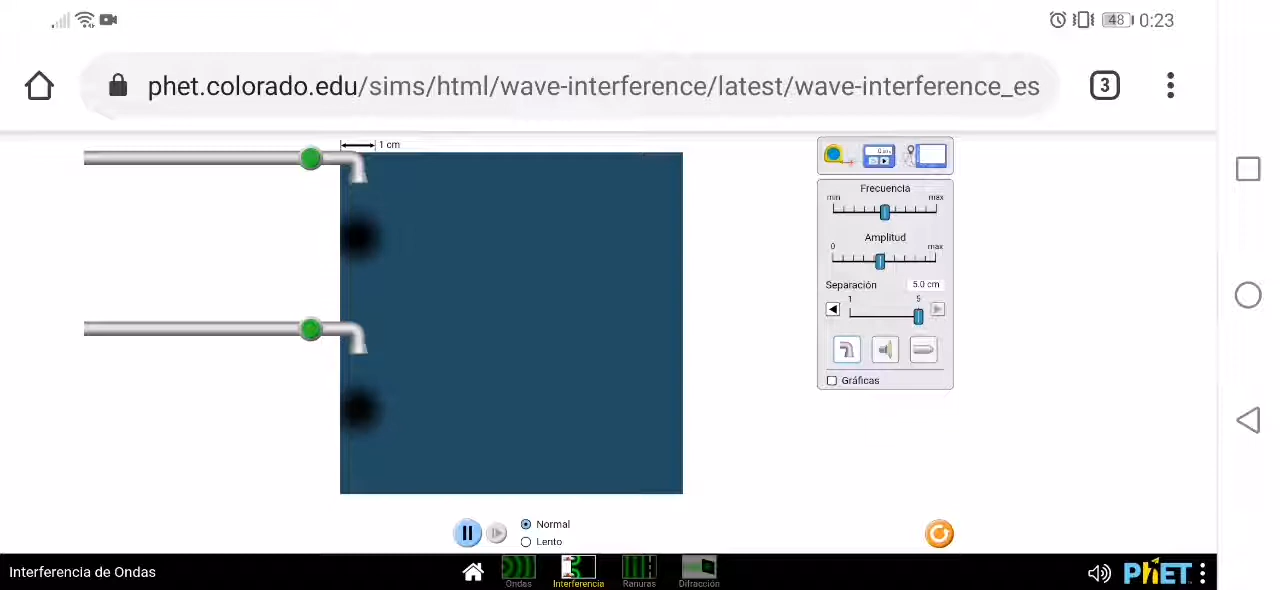 48 0:23
phet.colorado.edu/sims/html/wave-interference/latest/wave-interference_es
3
1 cm
Frecuencia
min max
Amplitud
0 max
Separación 5.0 cm
1 5
Gráficas
Normal
Lento
Interferencia de Ondas
Ondas Interferencia Ranuras Difracción
PhET